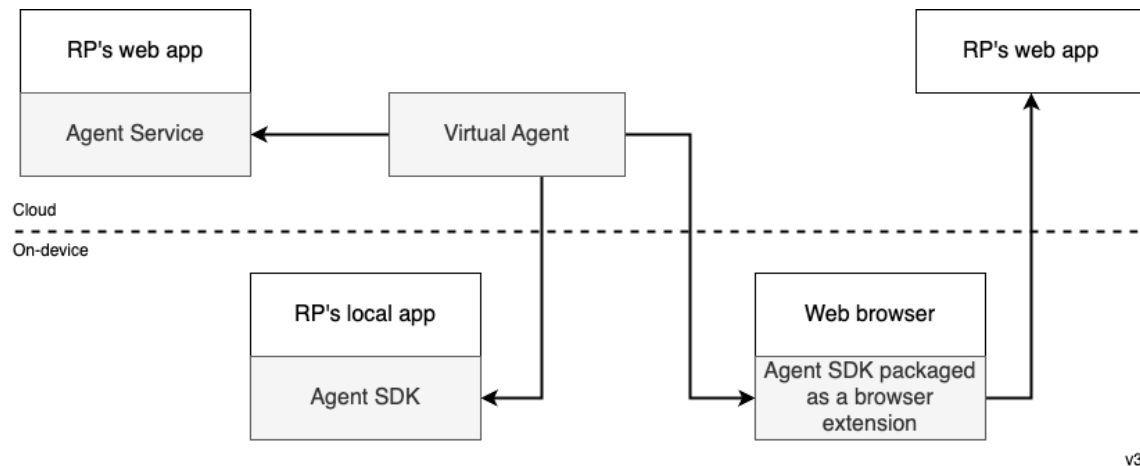 RP's web app
RP's web app
Agent Service
Virtual Agent
Cloud
On-device
RP's local app
Web browser
Agent SDK
Agent SDK packaged
as a browser
extension
v3